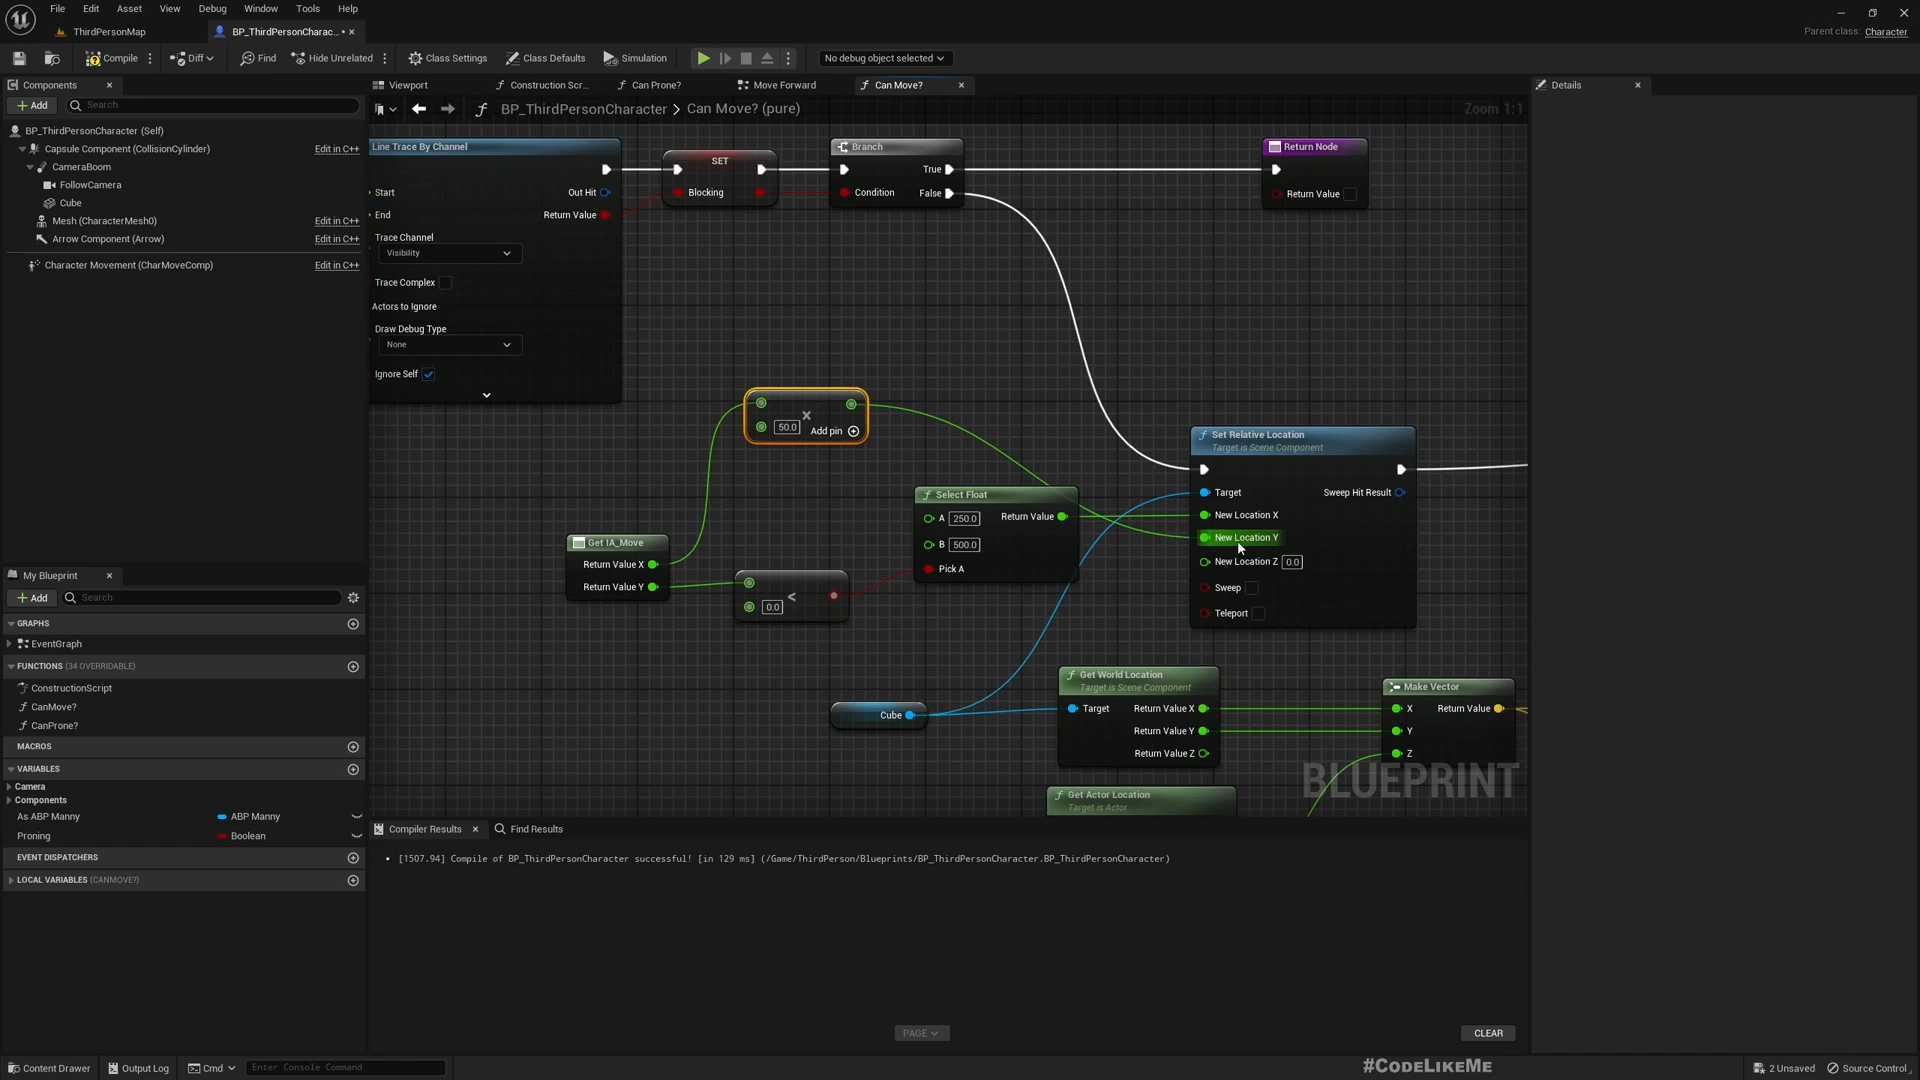 File Edit Asset View Debug Window Tools Help
ThirdPersonMap
BP_ThirdPersonCharac...
Parent class: Character
Compile
Diff
Find
Hide Unrelated
Class Settings
Class Defaults
Simulation
No debug object selected
Components
Viewport
Construction Scr...
Can Prone?
Move Forward
Can Move?
Details
Add
Search
BP_ThirdPersonCharacter > Can Move? (pure)
Zoom 1:1
BP_ThirdPersonCharacter (Self)
Capsule Component (CollisionCylinder) Edit in C++
CameraBoom
FollowCamera
Cube
Mesh (CharacterMesh0) Edit in C++
Arrow Component (Arrow) Edit in C++
Character Movement (CharMoveComp) Edit in C++
Line Trace By Channel
Start
Out Hit
End
Return Value
Trace Channel
Visibility
Trace Complex
Actors to Ignore
Draw Debug Type
None
Ignore Self
SET
Blocking
Branch
True
Condition
False
Return Node
Return Value
50.0
Add pin
Set Relative Location
Target is Scene Component
Target
Sweep Hit Result
New Location X
New Location Y
New Location Z 0.0
Sweep
Teleport
Select Float
A 250.0
Return Value
B 500.0
Pick A
Get IA_Move
Return Value X
Return Value Y
<
0.0
Cube
Get World Location
Target is Scene Component
Target
Return Value X
Return Value Y
Return Value Z
Make Vector
X
Return Value
Y
Z
Get Actor Location
Target is Actor
BLUEPRINT
My Blueprint
Add
Search
GRAPHS
EventGraph
FUNCTIONS (34 OVERRIDABLE)
ConstructionScript
CanMove?
CanProne?
MACROS
VARIABLES
Camera
Components
As ABP Manny ABP Manny
Proning Boolean
EVENT DISPATCHERS
LOCAL VARIABLES (CANMOVE?)
Compiler Results
Find Results
[1507.94] Compile of BP_ThirdPersonCharacter successful! [in 129 ms] (/Game/ThirdPerson/Blueprints/BP_ThirdPersonCharacter.BP_ThirdPersonCharacter)
PAGE
CLEAR
Content Drawer
Output Log
Cmd
Enter Console Command
#CODELIKEME
2 Unsaved
Source Control